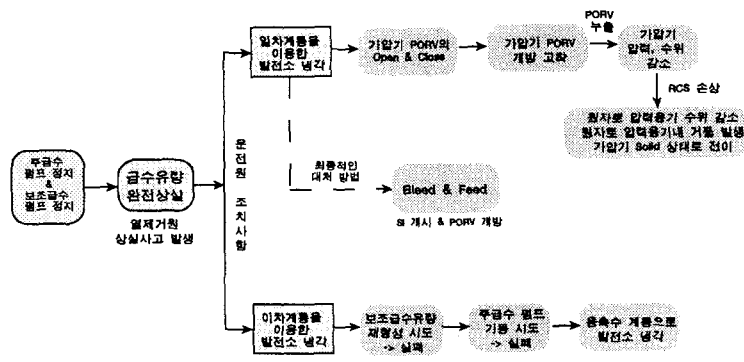 일차계통을
이용한
발전소 냉각
가압기 PORV의
Open & Close
가압기 PORV
개방 고착
PORV
누출
가압기
압력, 수위
감소
RCS 손상
원자로 압력용기 수위 감소
원자로 압력용기내 거품 발생
가압기 Solid 상태로 전이
최종적인
대처 방법
Bleed & Feed
SI 개시 & PORV 개방
주급수
펌프 정지
&
보조급수
펌프 정지
급수유량
완전상실
열제거원
상실사고 발생
운전원 조치사항
이차계통을
이용한
발전소 냉각
보조급수유량
재형성 시도
-> 실패
주급수 펌프
기동 시도
-> 실패
응축수 계통으로
발전소 냉각